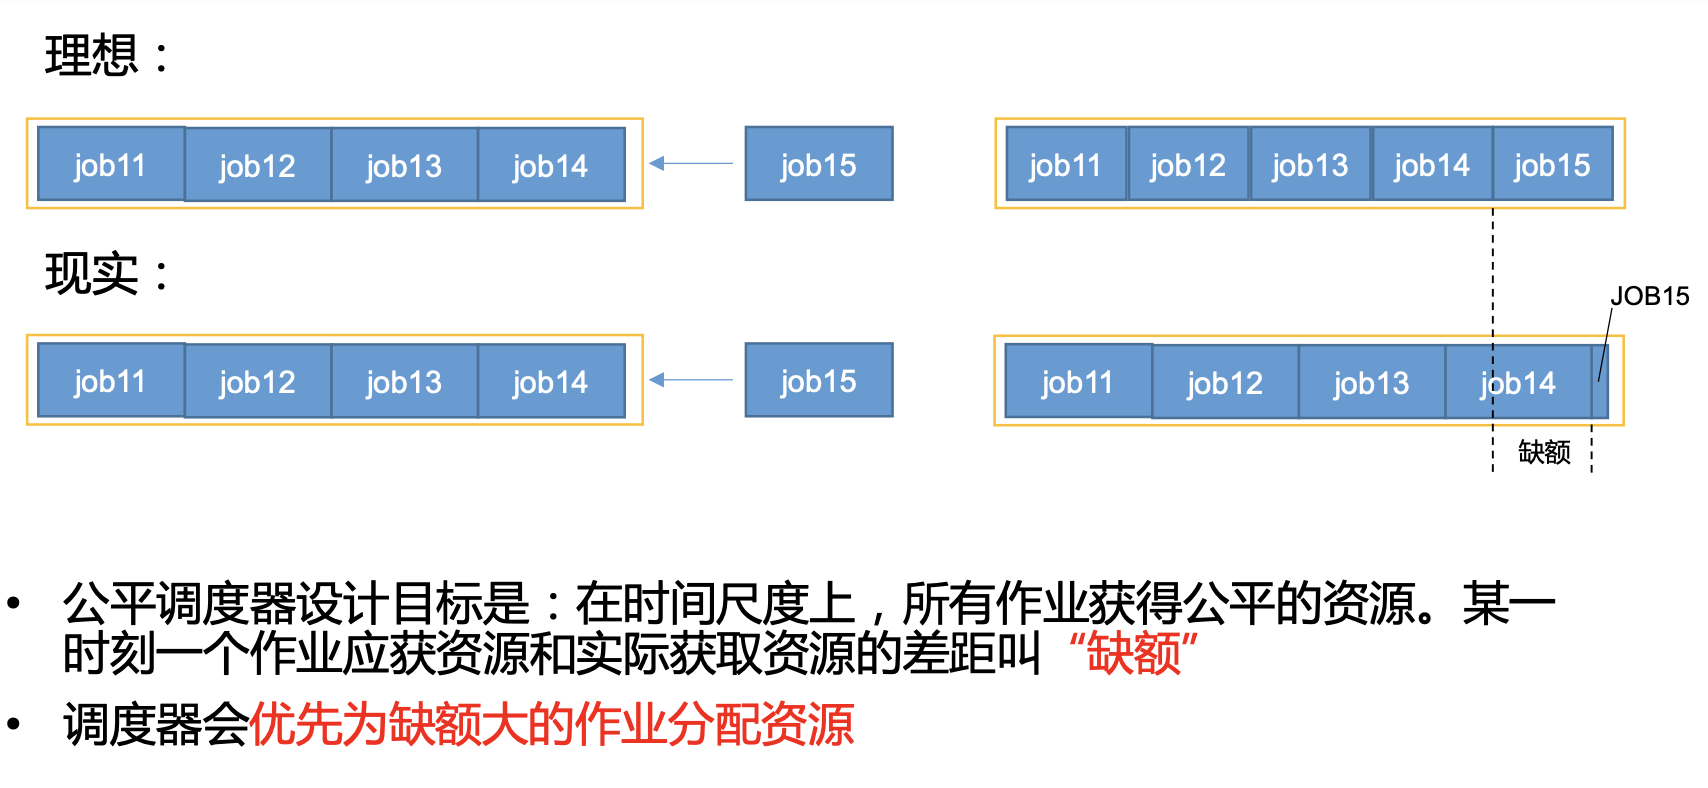 理想：
job11 job12 job13 job14 job15 job11 job12 job13 job14 job15
现实：
JOB15
job11 job12 job13 job14 job15 job11 job12 job13 job14
缺额
• 公平调度器设计目标是：在时间尺度上，所有作业获得公平的资源。某一
时刻一个作业应获资源和实际获取资源的差距叫“缺额”
• 调度器会优先为缺额大的作业分配资源